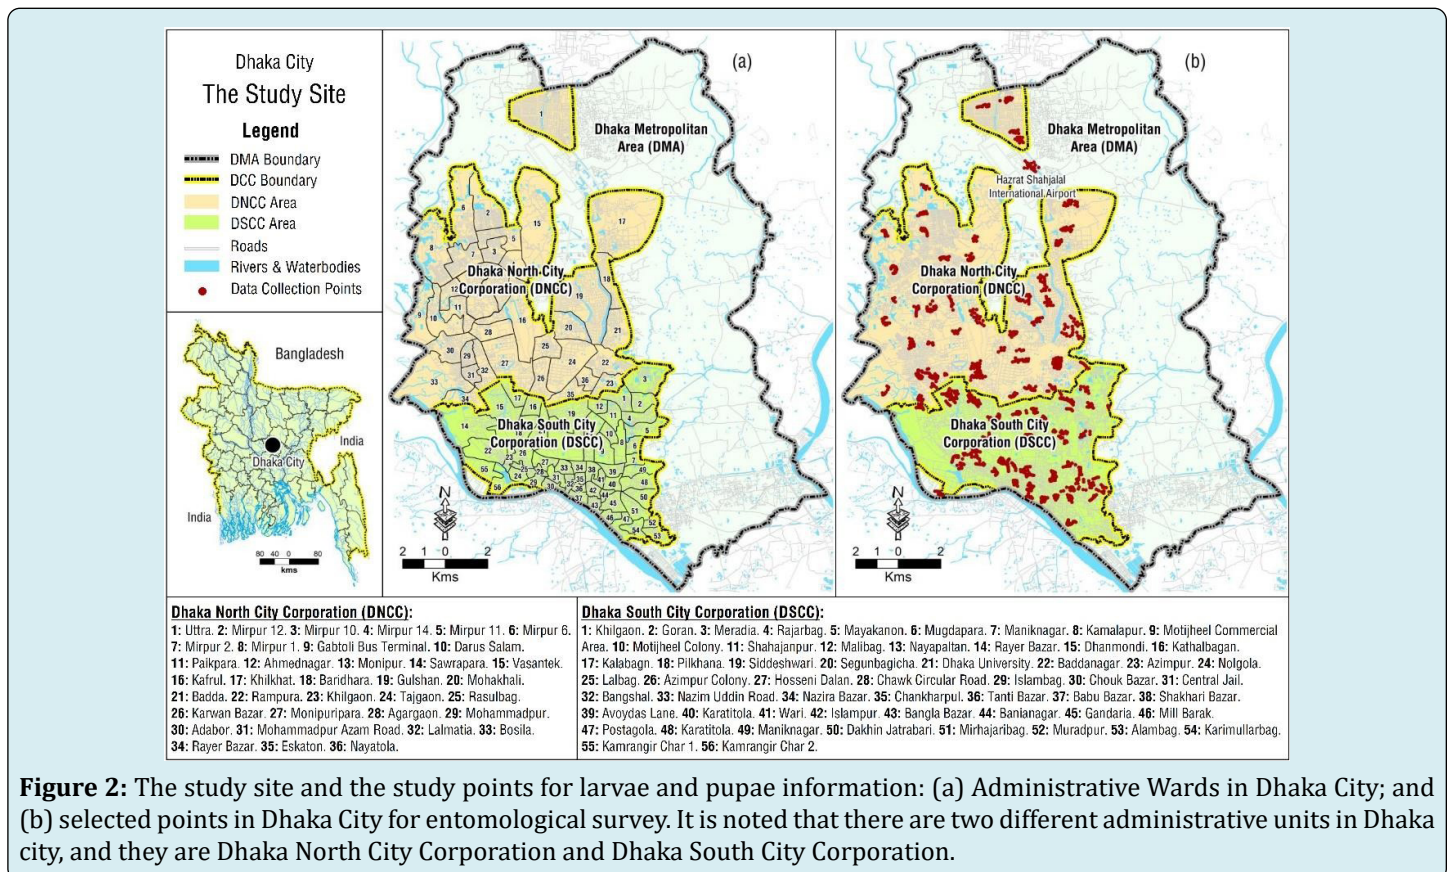 Dhaka City
The Study Site
Legend
DMA Boundary
DCC Boundary
DNCC Area
DSCC Area
Roads
Rivers & Waterbodies
Data Collection Points
Bangladesh
India
Dhaka City
India
80 40 0 80
kms
(a)
Dhaka Metropolitan
Area (DMA)
Dhaka North City
Corporation (DNCC)
Dhaka South City
Corporation (DSCC)
N
2 1 0 2
Kms
(b)
Dhaka Metropolitan
Area (DMA)
Hazrat Shahjalal
International Airport
Dhaka North City
Corporation (DNCC)
Dhaka South City
Corporation (DSCC)
N
2 1 0 2
Kms
Dhaka North City Corporation (DNCC):
1: Uttra. 2: Mirpur 12. 3: Mirpur 10. 4: Mirpur 14. 5: Mirpur 11. 6: Mirpur 6.
7: Mirpur 2. 8: Mirpur 1. 9: Gabtoli Bus Terminal. 10: Darus Salam.
11: Paikpara. 12: Ahmednagar. 13: Monipur. 14: Sawrapara. 15: Vasantek.
16: Kafrul. 17: Khilkhat. 18: Baridhara. 19: Gulshan. 20: Mohakhali.
21: Badda. 22: Rampura. 23: Khilgaon. 24: Tajgaon. 25: Rasulbag.
26: Karwan Bazar. 27: Monipuripara. 28: Agargaon. 29: Mohammadpur.
30: Adabor. 31: Mohammadpur Azam Road. 32: Lalmatia. 33: Bosila.
34: Rayer Bazar. 35: Eskaton. 36: Nayatola.
Dhaka South City Corporation (DSCC):
1: Khilgaon. 2: Goran. 3: Meradia. 4: Rajarbag. 5: Mayakanon. 6: Mugdapara. 7: Maniknagar. 8: Kamalapur. 9: Motijheel Commercial
Area. 10: Motijheel Colony. 11: Shahajanpur. 12: Malibag. 13: Nayapaltan. 14: Rayer Bazar. 15: Dhanmondi. 16: Kathalbagan.
17: Kalabagn. 18: Pilkhana. 19: Siddeshwari. 20: Segunbagicha. 21: Dhaka University. 22: Baddanagar. 23: Azimpur. 24: Nolgola.
25: Lalbag. 26: Azimpur Colony. 27: Hosseni Dalan. 28: Chawk Circular Road. 29: Islambag. 30: Chouk Bazar. 31: Central Jail.
32: Bangshal. 33: Nazim Uddin Road. 34: Nazira Bazar. 35: Chankharpul. 36: Tanti Bazar. 37: Babu Bazar. 38: Shakhari Bazar.
39: Avoydas Lane. 40: Karatitola. 41: Wari. 42: Islampur. 43: Bangla Bazar. 44: Banianagar. 45: Gandaria. 46: Mill Barak.
47: Postagola. 48: Karatitola. 49: Maniknagar. 50: Dakhin Jatrabari. 51: Mirhajaribag. 52: Muradpur. 53: Alambag. 54: Karimullarbag.
55: Kamrangir Char 1. 56: Kamrangir Char 2.
Figure 2: The study site and the study points for larvae and pupae information: (a) Administrative Wards in Dhaka City; and
(b) selected points in Dhaka City for entomological survey. It is noted that there are two different administrative units in Dhaka
city, and they are Dhaka North City Corporation and Dhaka South City Corporation.